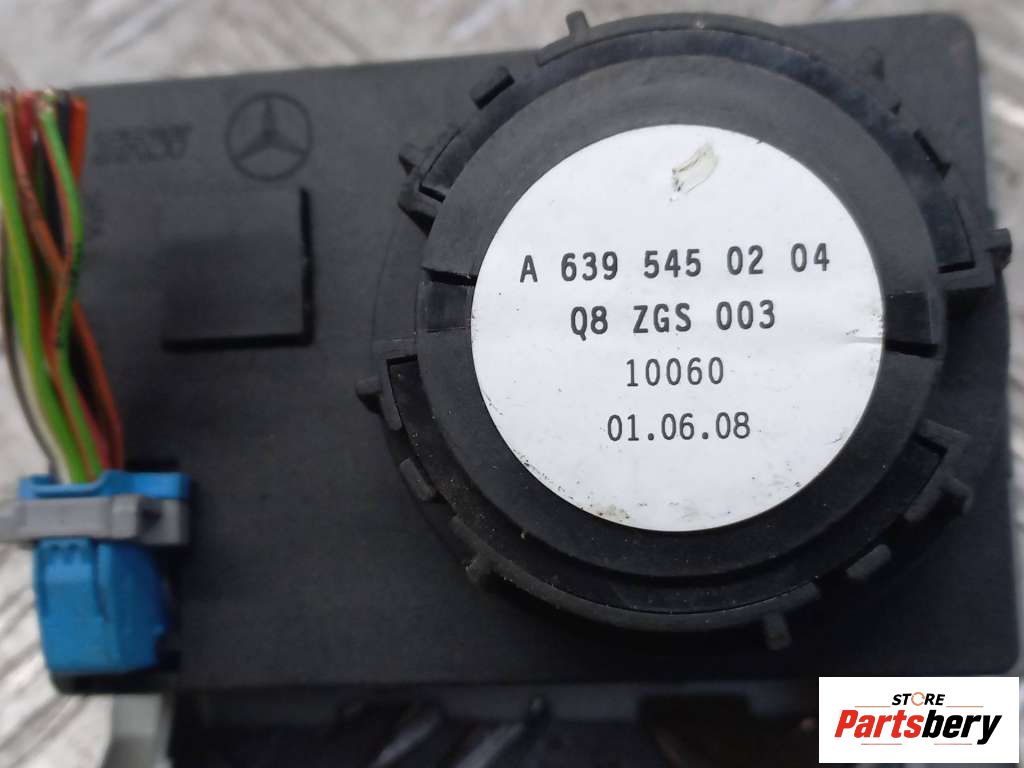 A 639 545 02 04
Q8 ZGS 003
10060
01.06.08
STORE
Partsbery